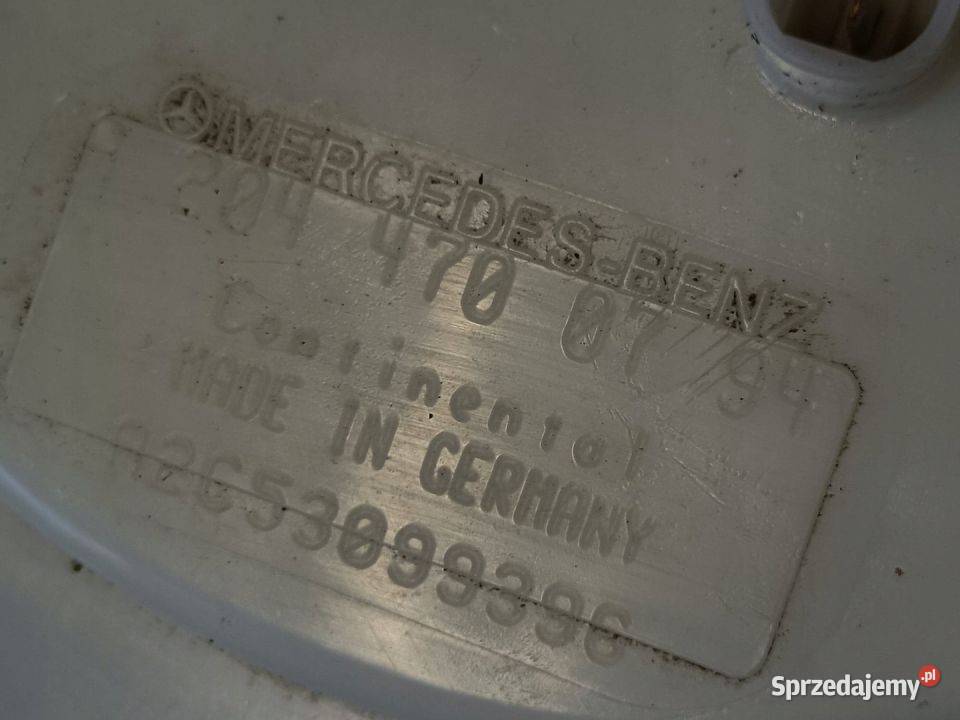 MERCEDES-BENZ
204 470 07 94
Continental
MADE IN GERMANY
A2C53099396
Sprzedajemy.pl